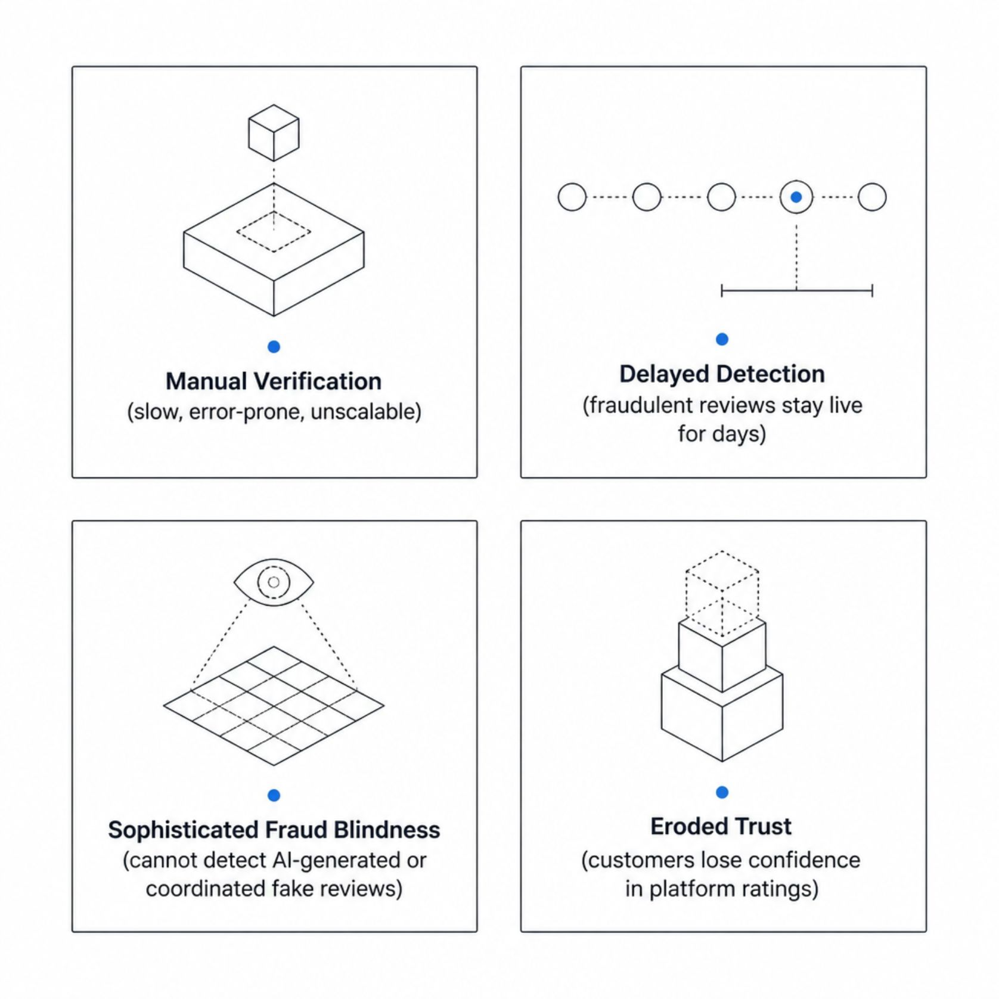 Manual Verification
(slow, error-prone, unscalable)
Delayed Detection
(fraudulent reviews stay live
for days)
Sophisticated Fraud Blindness
(cannot detect AI-generated or
coordinated fake reviews)
Eroded Trust
(customers lose confidence
in platform ratings)